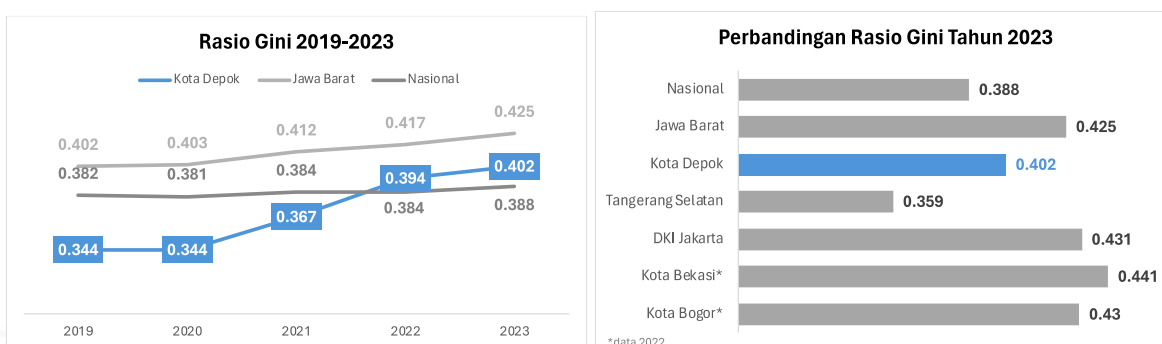 Rasio Gini 2019-2023
Kota Depok Jawa Barat Nasional
0.402 0.403 0.412 0.417 0.425
0.382 0.381 0.384 0.394 0.402
0.344 0.344 0.367 0.384 0.388
2019 2020 2021 2022 2023
Perbandingan Rasio Gini Tahun 2023
Nasional 0.388
Jawa Barat 0.425
Kota Depok 0.402
Tangerang Selatan 0.359
DKI Jakarta 0.431
Kota Bekasi* 0.441
Kota Bogor* 0.43
*data 2022